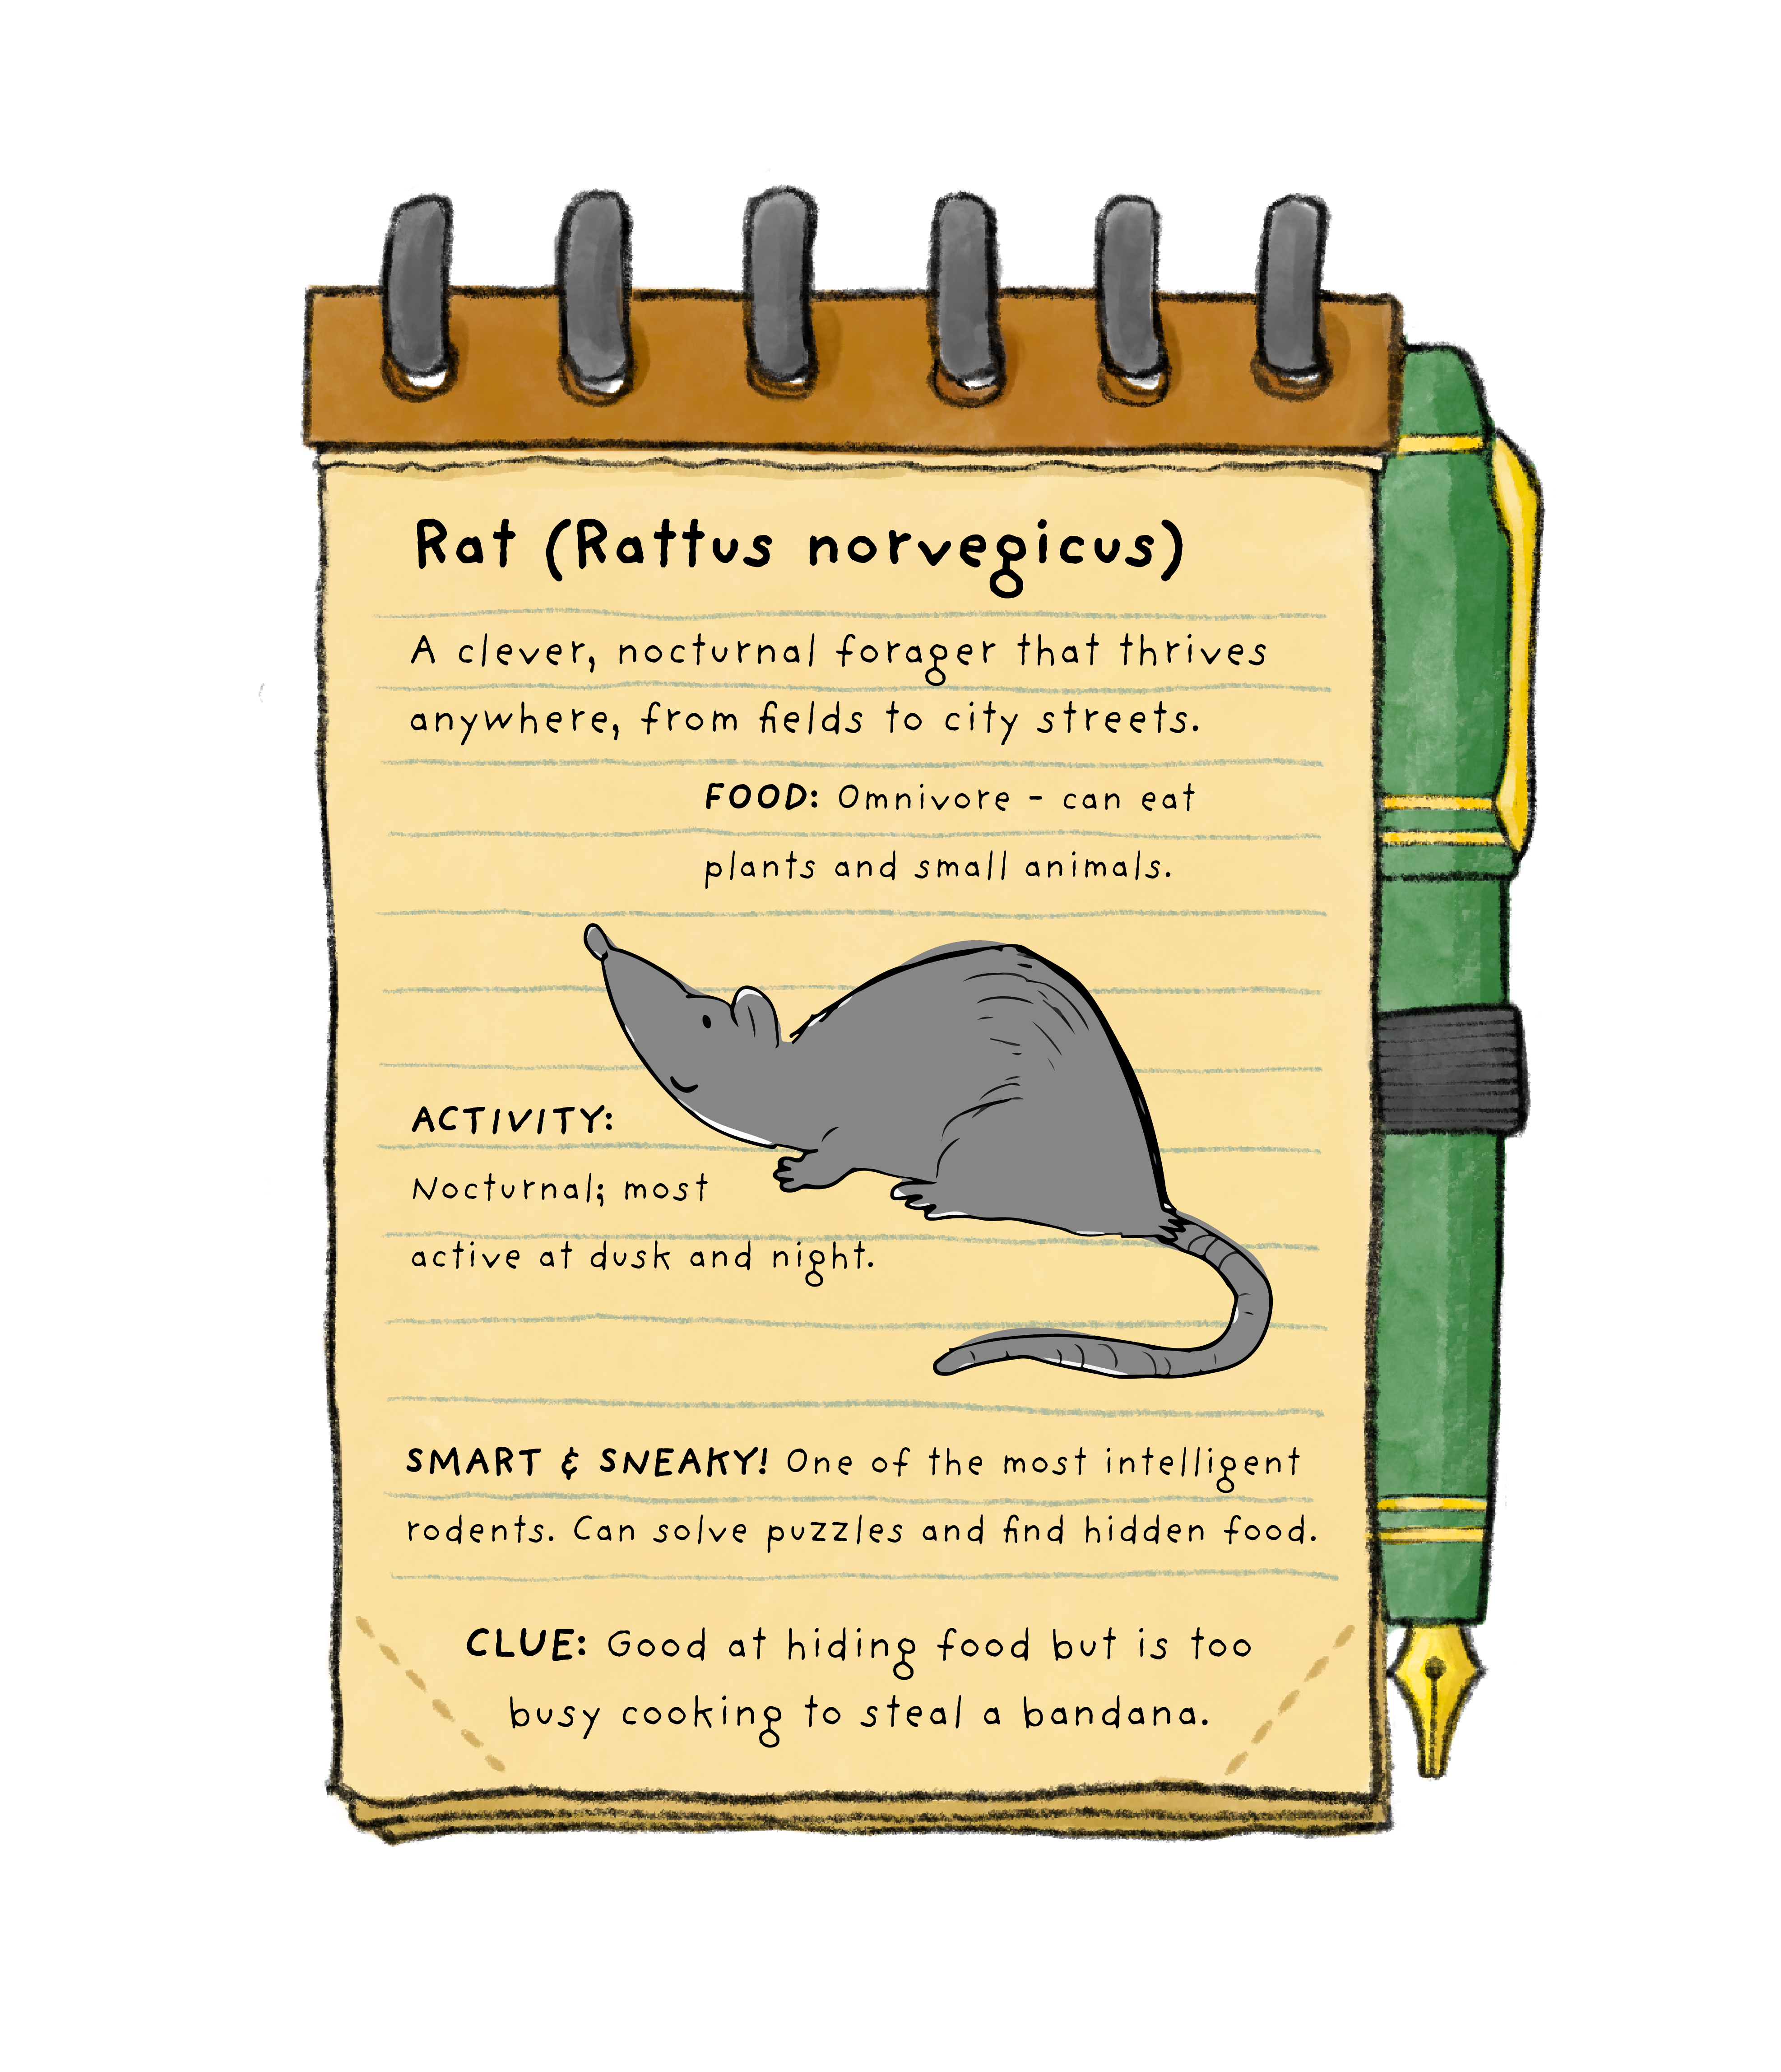 Rat (Rattus norvegicus)
A clever, nocturnal forager that thrives
anywhere, from fields to city streets.
FOOD: Omnivore - can eat
plants and small animals.
ACTIVITY:
Nocturnal; most
active at dusk and night.
SMART & SNEAKY! One of the most intelligent
rodents. Can solve puzzles and find hidden food.
CLUE: Good at hiding food but is too
busy cooking to steal a bandana.